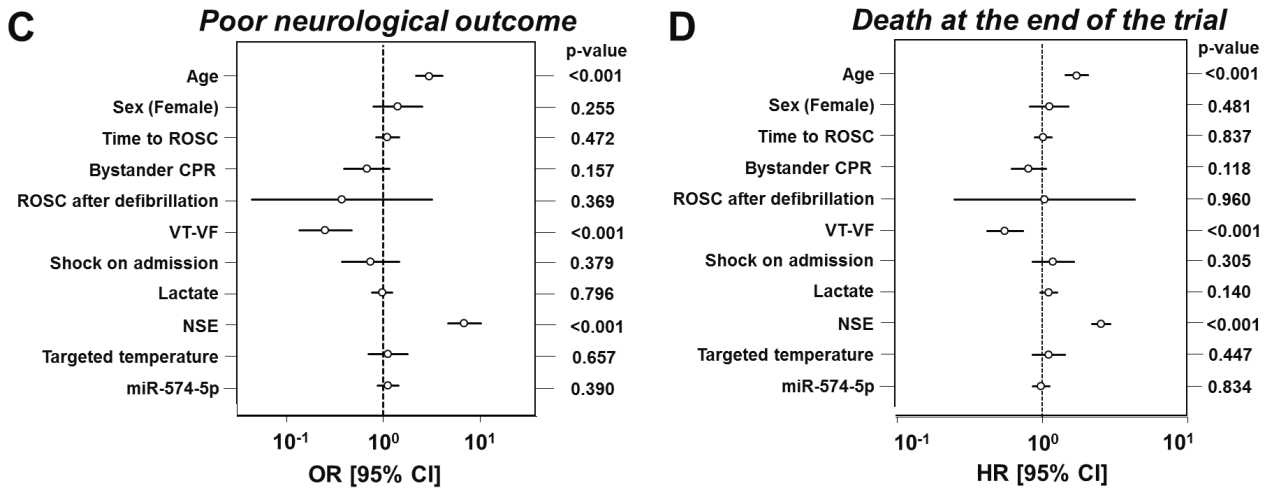 C
Poor neurological outcome
p-value
Age <0.001
Sex (Female) 0.255
Time to ROSC 0.472
Bystander CPR 0.157
ROSC after defibrillation 0.369
VT-VF <0.001
Shock on admission 0.379
Lactate 0.796
NSE <0.001
Targeted temperature 0.657
miR-574-5p 0.390
10⁻¹ 10⁰ 10¹
OR [95% CI]
D
Death at the end of the trial
p-value
Age <0.001
Sex (Female) 0.481
Time to ROSC 0.837
Bystander CPR 0.118
ROSC after defibrillation 0.960
VT-VF <0.001
Shock on admission 0.305
Lactate 0.140
NSE <0.001
Targeted temperature 0.447
miR-574-5p 0.834
10⁻¹ 10⁰ 10¹
HR [95% CI]